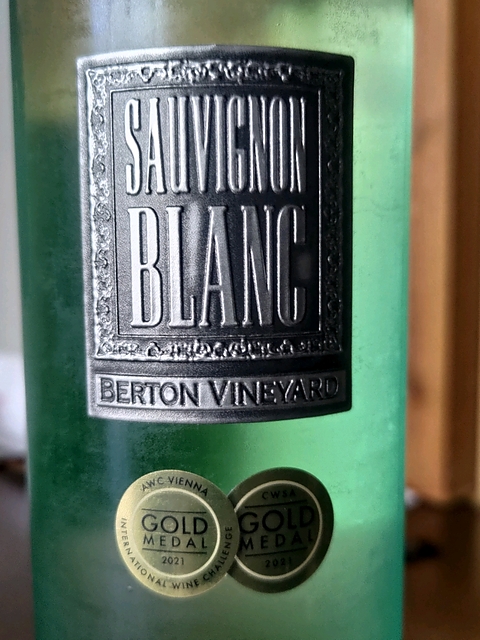 SAUVIGNON
BLANC
BERTON VINEYARD
AWC VIENNA
GOLD
MEDAL
2021
INTERNATIONAL WINE CHALLENGE
CWSA
GOLD
MEDAL
2021